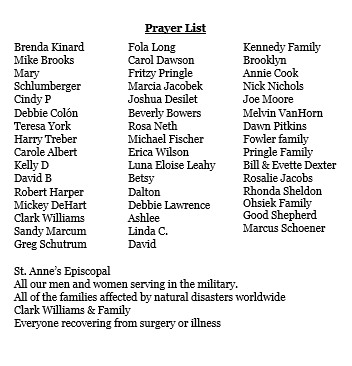 Prayer List
Brenda Kinard
Mike Brooks
Mary
Schlumberger
Cindy P
Debbie Colón
Teresa York
Harry Treber
Carole Albert
Kelly D
David B
Robert Harper
Mickey DeHart
Clark Williams
Sandy Marcum
Greg Schutrum
Fola Long
Carol Dawson
Fritzy Pringle
Marcia Jacobek
Joshua Desilet
Beverly Bowers
Rosa Neth
Michael Fischer
Erica Wilson
Luna Eloise Leahy
Betsy
Dalton
Debbie Lawrence
Ashlee
Linda C.
David
Kennedy Family
Brooklyn
Annie Cook
Nick Nichols
Joe Moore
Melvin VanHorn
Dawn Pitkins
Fowler family
Pringle Family
Bill & Evette Dexter
Rosalie Jacobs
Rhonda Sheldon
Ohsiek Family
Good Shepherd
Marcus Schoener
St. Anne's Episcopal
All our men and women serving in the military.
All of the families affected by natural disasters worldwide
Clark Williams & Family
Everyone recovering from surgery or illness